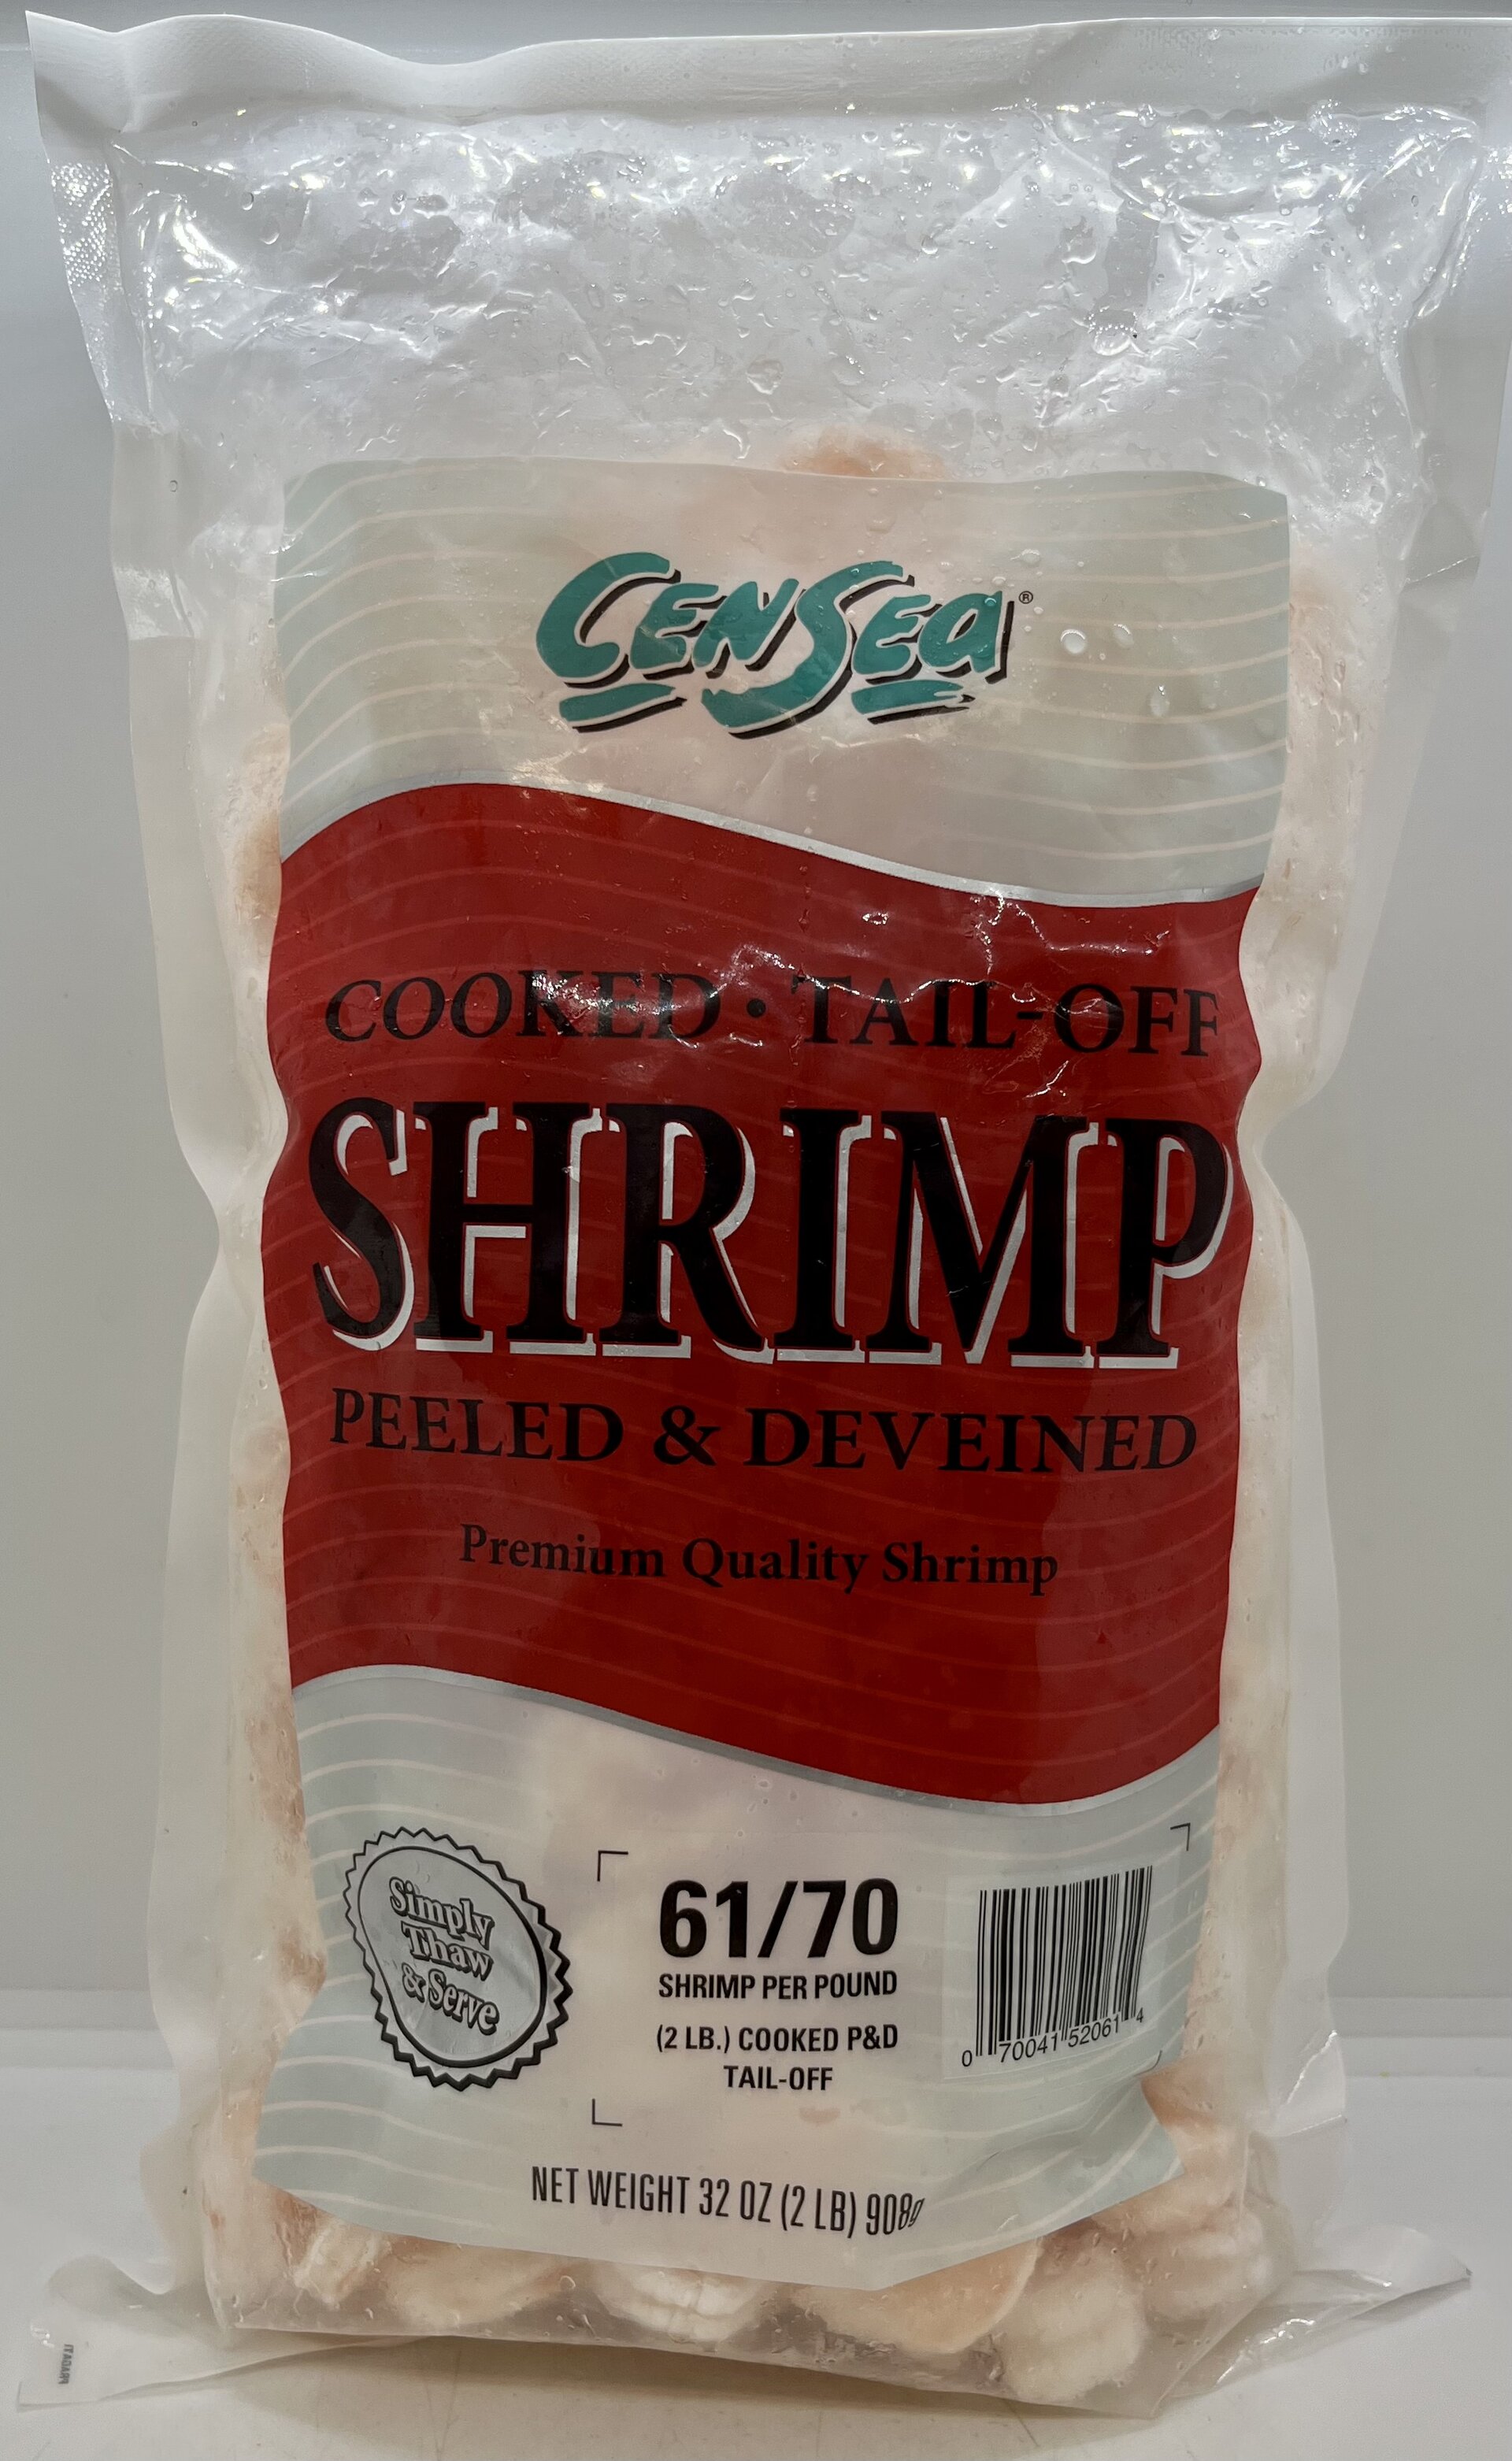 CENSEA®
COOKED • TAIL-OFF
SHRIMP
PEELED & DEVEINED
Premium Quality Shrimp
Simply
Thaw
& Serve
61/70
SHRIMP PER POUND
(2 LB.) COOKED P&D
TAIL-OFF
0 70041 52061 4
NET WEIGHT 32 OZ (2 LB) 908g